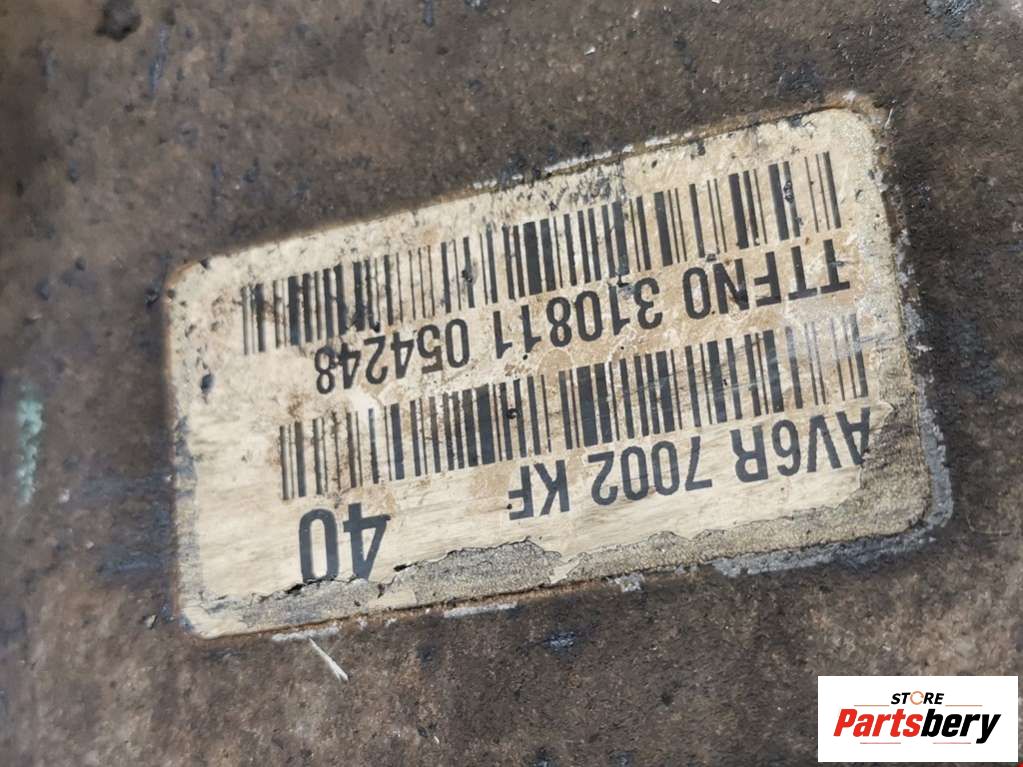 AV6R 7002 KF
40
TTFN0 310811 054248
STORE
Partsbery